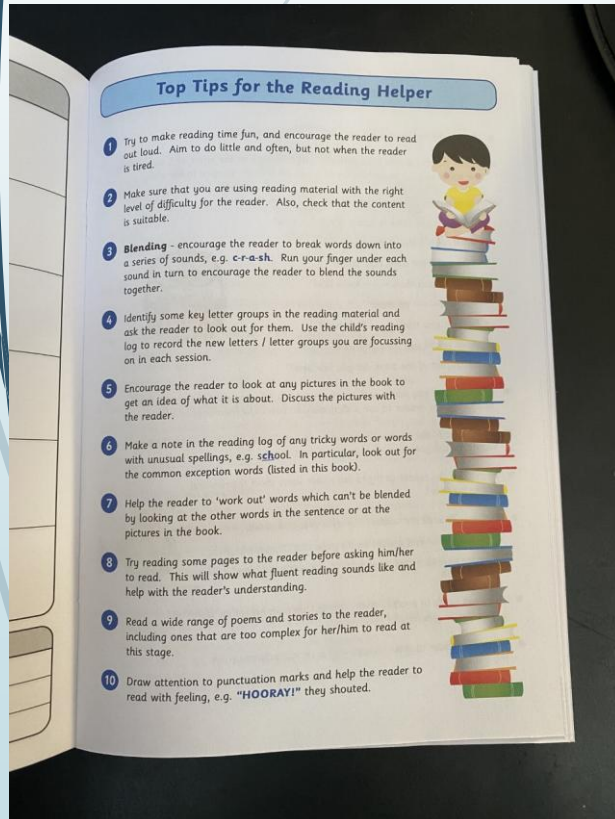 Top Tips for the Reading Helper
1 Try to make reading time fun, and encourage the reader to read
out loud. Aim to do little and often, but not when the reader
is tired.
2 Make sure that you are using reading material with the right
level of difficulty for the reader. Also, check that the content
is suitable.
3 Blending - encourage the reader to break words down into
a series of sounds, e.g. c-r-a-sh. Run your finger under each
sound in turn to encourage the reader to blend the sounds
together.
4 Identify some key letter groups in the reading material and
ask the reader to look out for them. Use the child's reading
log to record the new letters / letter groups you are focussing
on in each session.
5 Encourage the reader to look at any pictures in the book to
get an idea of what it is about. Discuss the pictures with
the reader.
6 Make a note in the reading log of any tricky words or words
with unusual spellings, e.g. school. In particular, look out for
the common exception words (listed in this book).
7 Help the reader to 'work out' words which can't be blended
by looking at the other words in the sentence or at the
pictures in the book.
8 Try reading some pages to the reader before asking him/her
to read. This will show what fluent reading sounds like and
help with the reader's understanding.
9 Read a wide range of poems and stories to the reader,
including ones that are too complex for her/him to read at
this stage.
10 Draw attention to punctuation marks and help the reader to
read with feeling, e.g. "HOORAY!" they shouted.